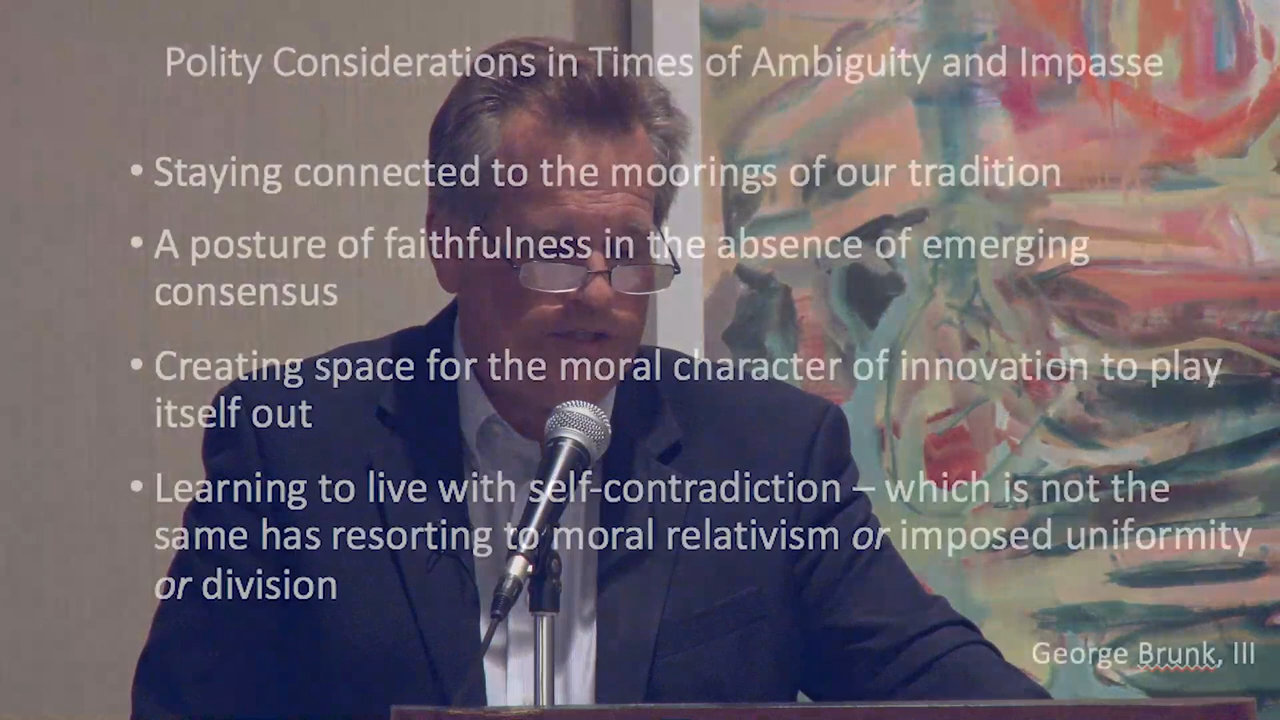 Polity Considerations in Times of Ambiguity and Impasse
• Staying connected to the moorings of our tradition
• A posture of faithfulness in the absence of emerging
consensus
• Creating space for the moral character of innovation to play
itself out
• Learning to live with self-contradiction – which is not the
same has resorting to moral relativism or imposed uniformity
or division
George Brunk, III